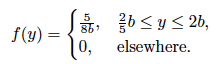 f(y) = { 5/8b, 2/5 b ≤ y ≤ 2b,
0, elsewhere.